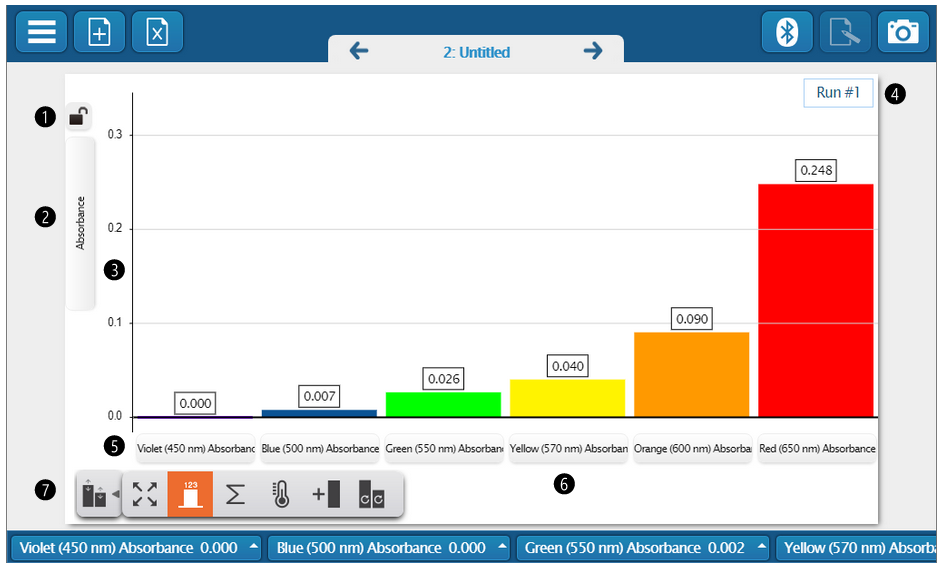 2: Untitled
Run #1
4
1
0.3
0.248
2
Absorbance
0.2
3
0.1
0.090
0.040
0.026
0.007
0.000
0.0
5
Violet (450 nm) Absorbanc
Blue (500 nm) Absorbance
Green (550 nm) Absorban
Yellow (570 nm) Absorban
Orange (600 nm) Absorba
Red (650 nm) Absorbance
6
7
123
Violet (450 nm) Absorbance 0.000
Blue (500 nm) Absorbance 0.000
Green (550 nm) Absorbance 0.002
Yellow (570 nm) Absorb